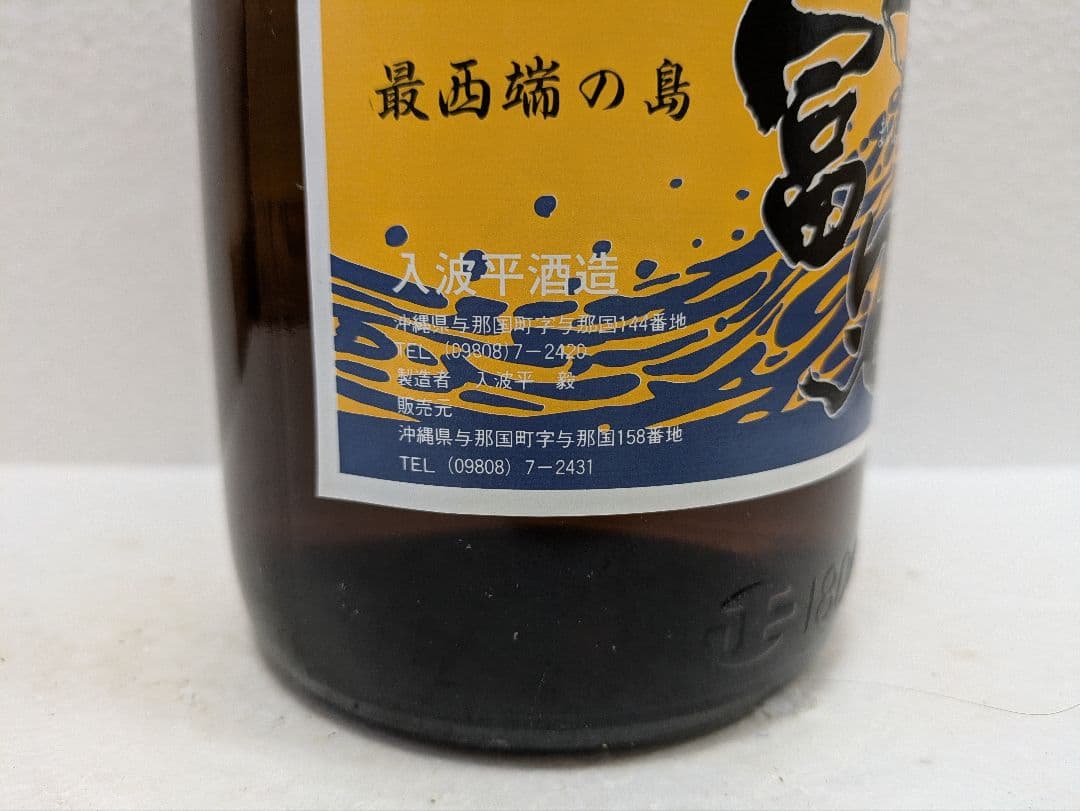 最西端の島
入波平酒造
沖縄県与那国町字与那国144番地
TEL (09808)7-2420
製造者 入波平 毅
販売元
沖縄県与那国町字与那国158番地
TEL (09808) 7-2431
冨
正